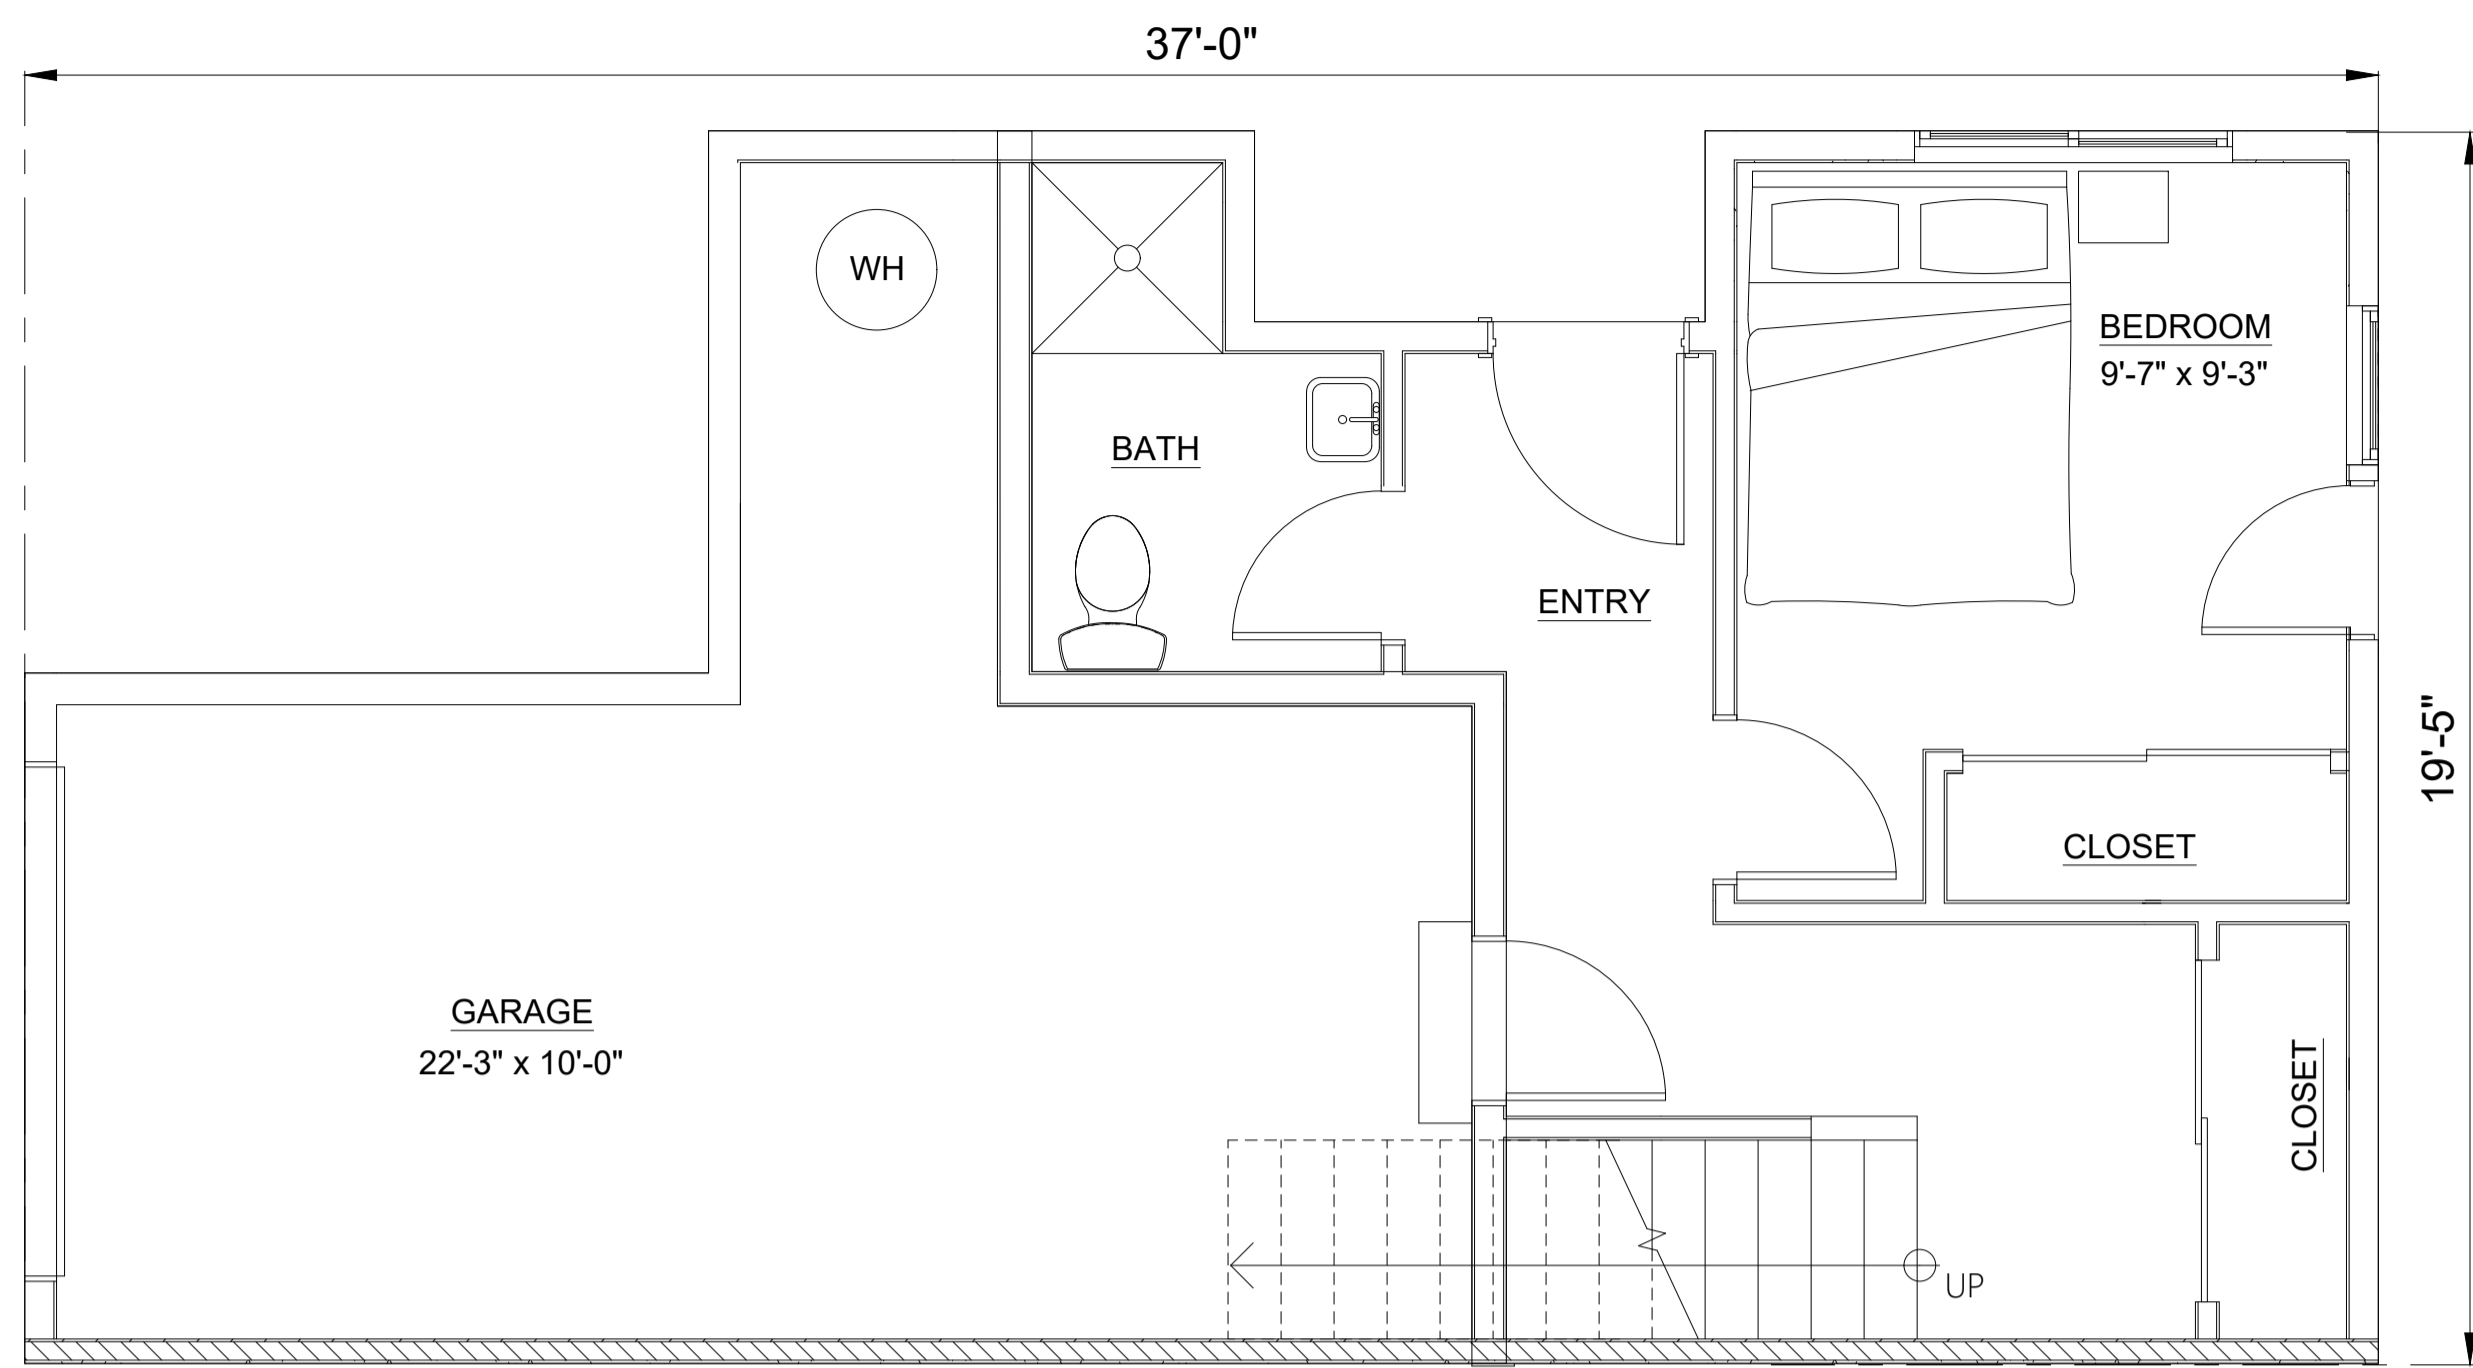 37'-0"
WH
BEDROOM
9'-7" x 9'-3"
BATH
ENTRY
19'-5"
CLOSET
GARAGE
22'-3" x 10'-0"
CLOSET
UP